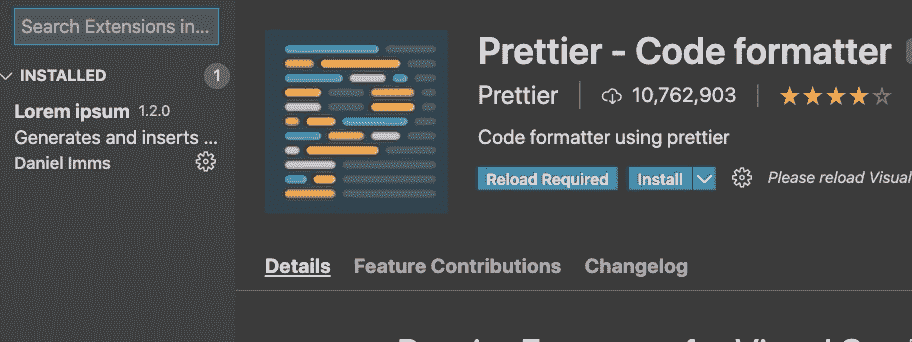 Search Extensions in...
INSTALLED 1
Lorem ipsum 1.2.0
Generates and inserts ...
Daniel Imms
Prettier - Code formatter
Prettier 10,762,903
Code formatter using prettier
Reload Required Install Please reload Visual
Details Feature Contributions Changelog